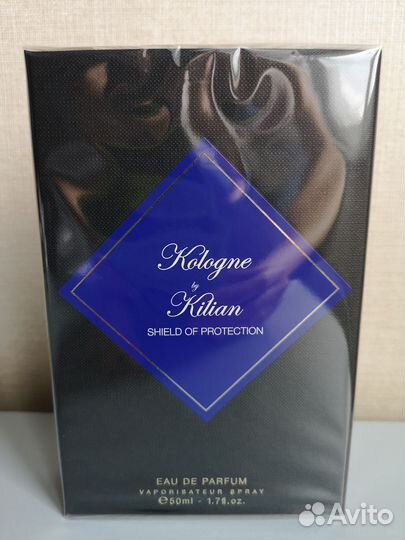 Kologne
by
Kilian
SHIELD OF PROTECTION
EAU DE PARFUM
VAPORISATEUR SPRAY
℮50ml - 1.7fl.oz.
Avito